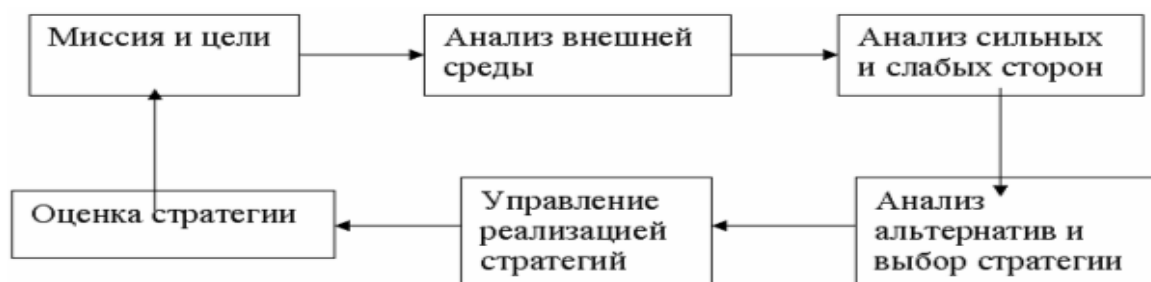 Миссия и цели
Анализ внешней
среды
Анализ сильных
и слабых сторон
Оценка стратегии
Управление
реализацией
стратегий
Анализ
альтернатив и
выбор стратегии